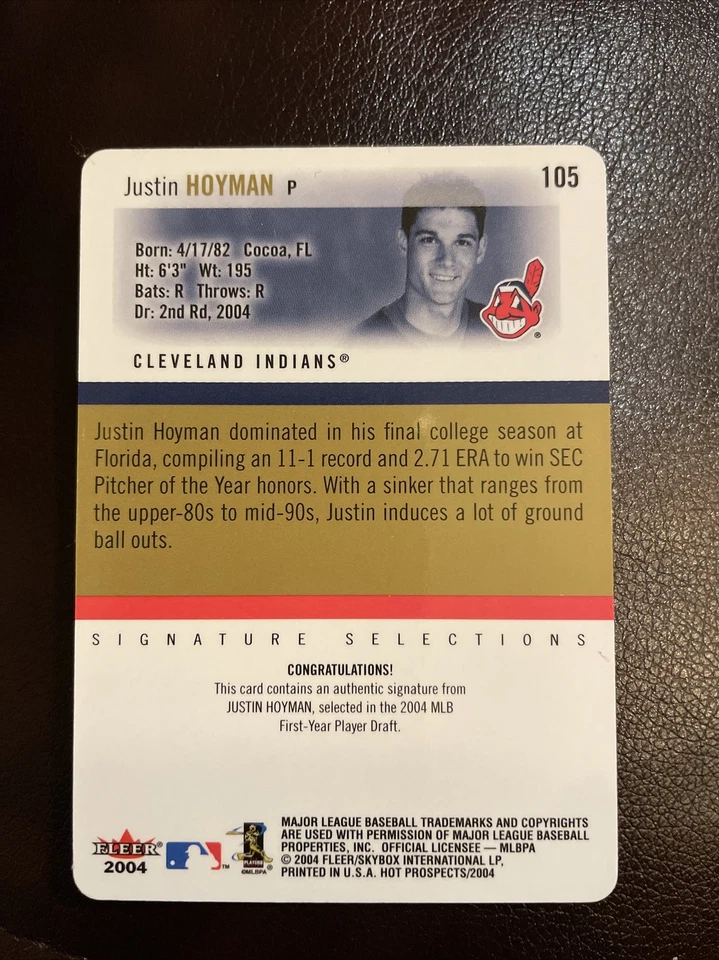 Justin HOYMAN P 105
Born: 4/17/82 Cocoa, FL
Ht: 6'3" Wt: 195
Bats: R Throws: R
Dr: 2nd Rd, 2004
®
CLEVELAND INDIANS®
Justin Hoyman dominated in his final college season at
Florida, compiling an 11-1 record and 2.71 ERA to win SEC
Pitcher of the Year honors. With a sinker that ranges from
the upper-80s to mid-90s, Justin induces a lot of ground
ball outs.
SIGNATURE SELECTIONS
CONGRATULATIONS!
This card contains an authentic signature from
JUSTIN HOYMAN, selected in the 2004 MLB
First-Year Player Draft.
FLEER®
2004
™
PLAYERS
®
©MLBPA
MAJOR LEAGUE BASEBALL TRADEMARKS AND COPYRIGHTS
ARE USED WITH PERMISSION OF MAJOR LEAGUE BASEBALL
PROPERTIES, INC. OFFICIAL LICENSEE — MLBPA
© 2004 FLEER/SKYBOX INTERNATIONAL LP,
PRINTED IN U.S.A. HOT PROSPECTS/2004